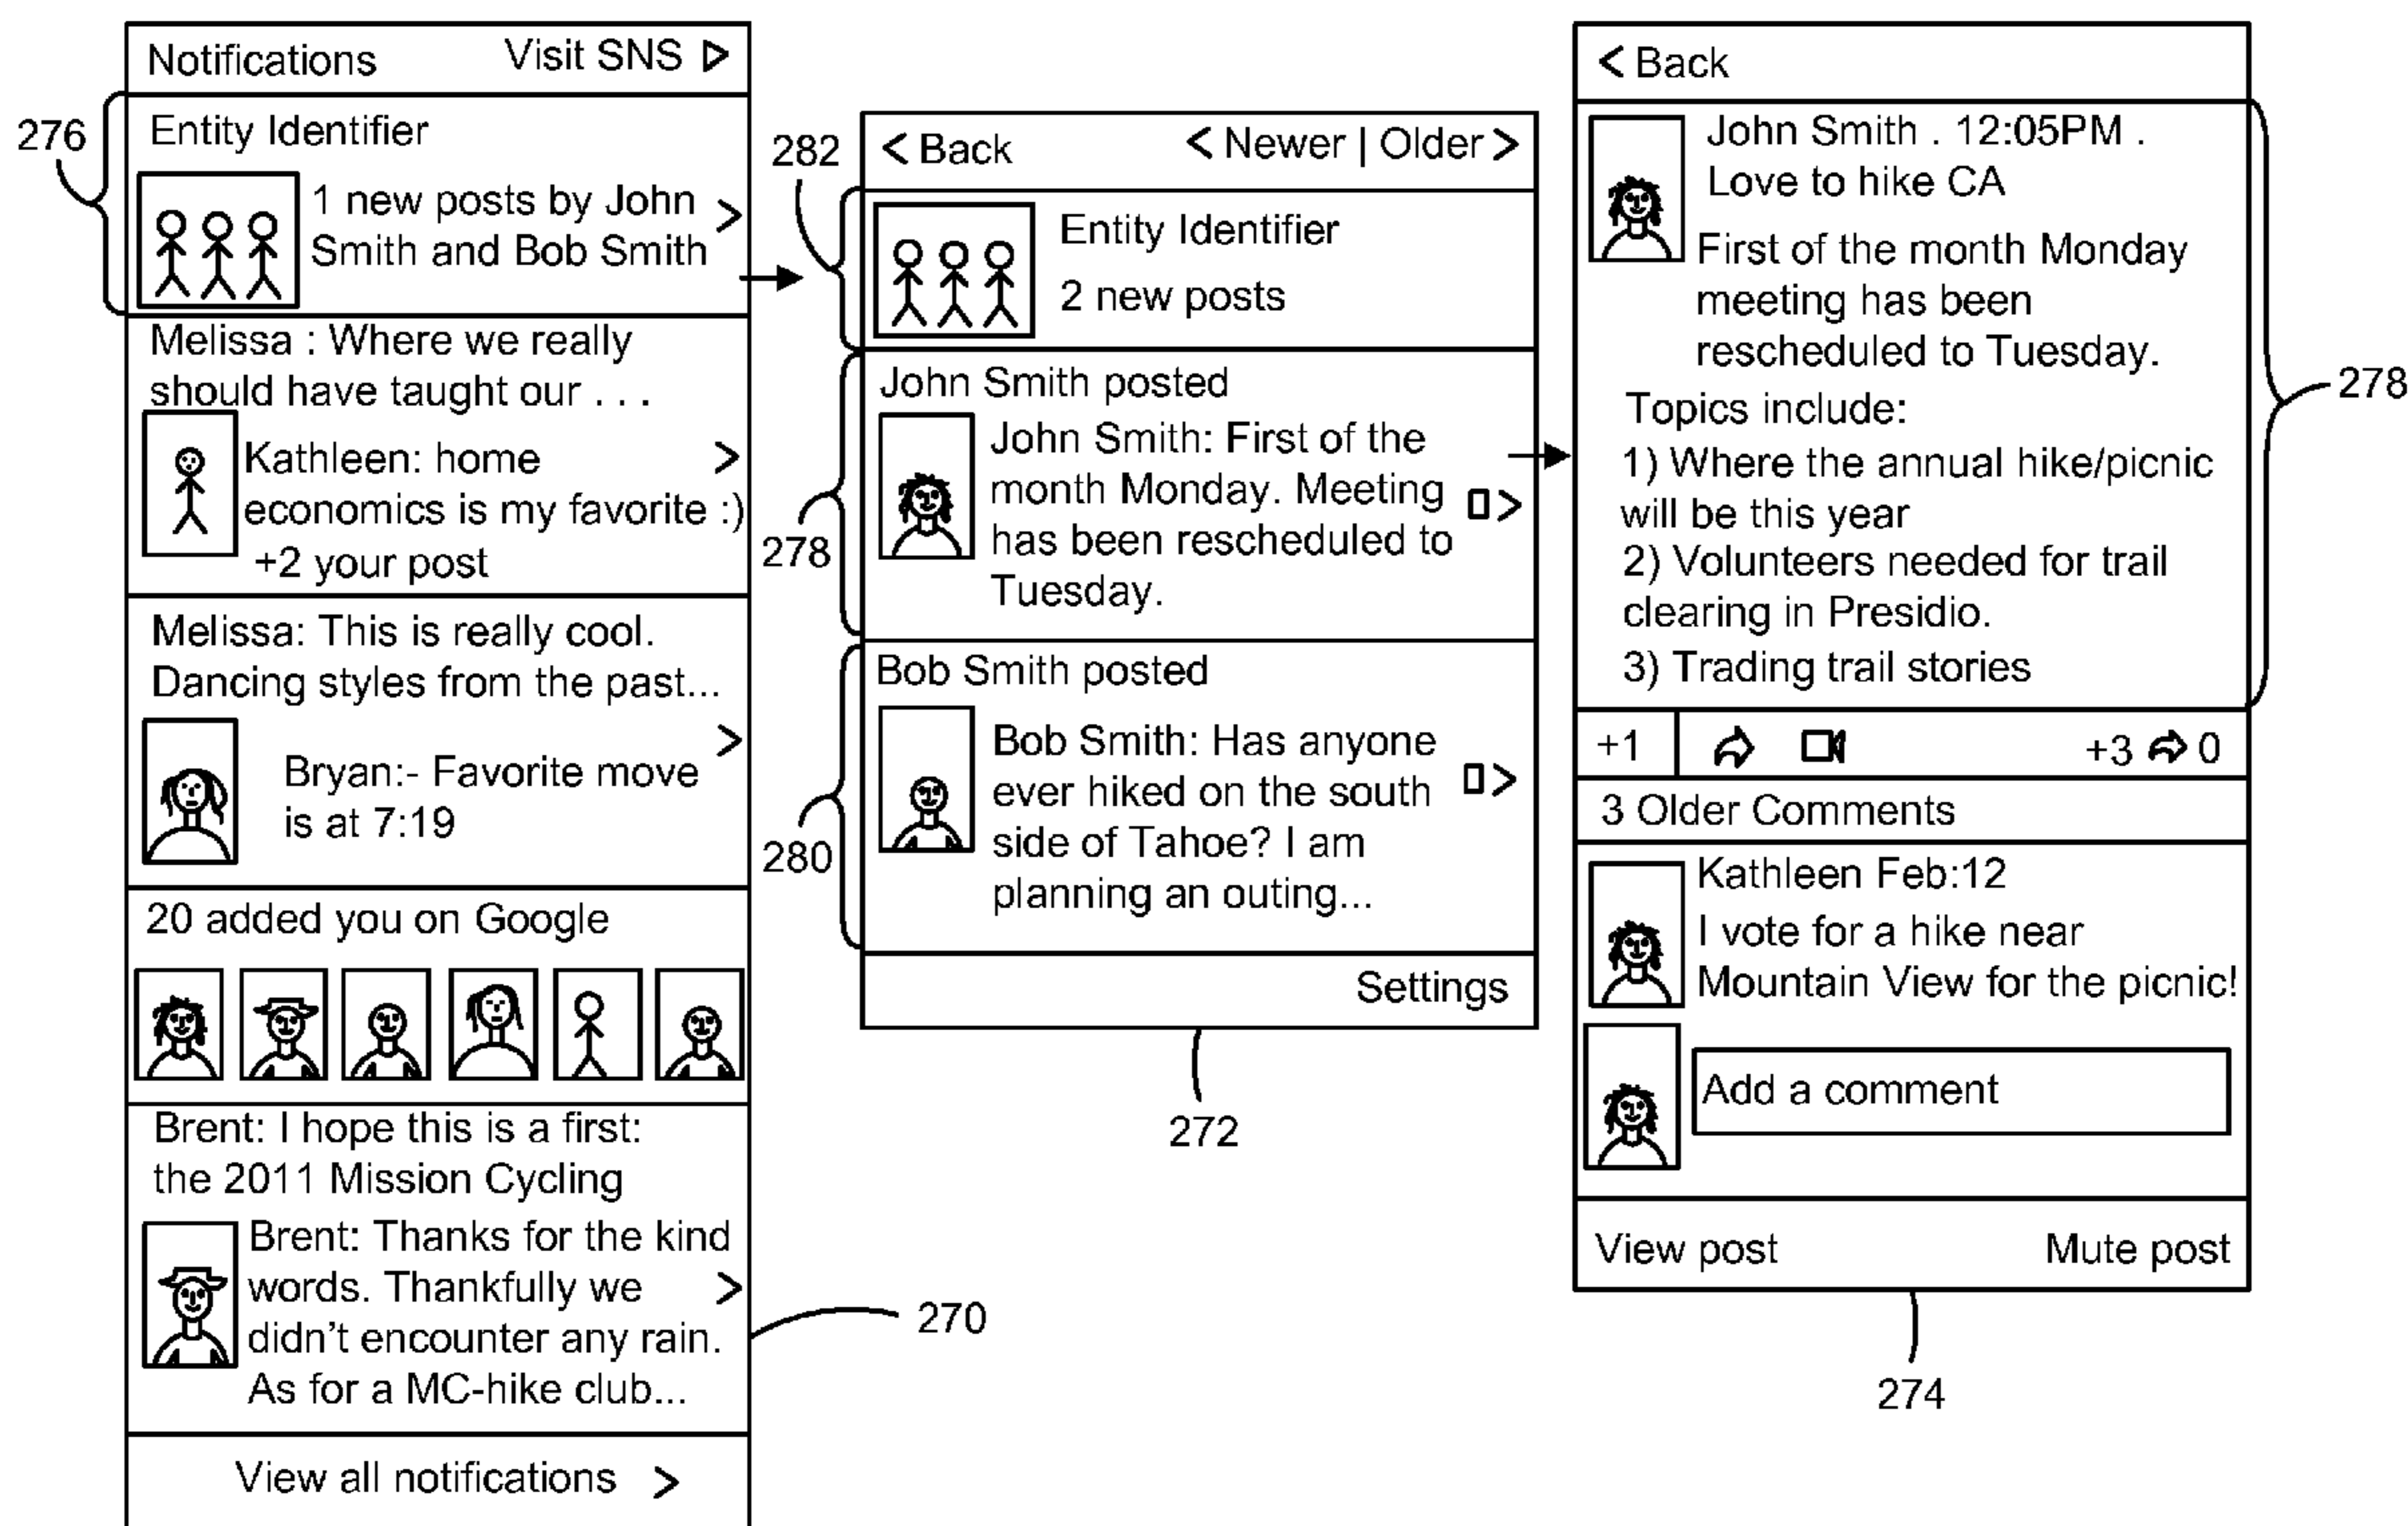 Notifications Visit SNS
276
Entity Identifier
1 new posts by John
Smith and Bob Smith
Melissa : Where we really
should have taught our . . .
Kathleen: home
economics is my favorite :)
+2 your post
Melissa: This is really cool.
Dancing styles from the past...
Bryan:- Favorite move
is at 7:19
20 added you on Google
Brent: I hope this is a first:
the 2011 Mission Cycling
Brent: Thanks for the kind
words. Thankfully we
didn't encounter any rain.
As for a MC-hike club...
View all notifications >
270
< Back < Newer | Older >
282
Entity Identifier
2 new posts
278
John Smith posted
John Smith: First of the
month Monday. Meeting
has been rescheduled to
Tuesday.
280
Bob Smith posted
Bob Smith: Has anyone
ever hiked on the south
side of Tahoe? I am
planning an outing...
Settings
272
< Back
John Smith . 12:05PM .
Love to hike CA
First of the month Monday
meeting has been
rescheduled to Tuesday.
Topics include:
1) Where the annual hike/picnic
will be this year
2) Volunteers needed for trail
clearing in Presidio.
3) Trading trail stories
278
+1 +3 0
3 Older Comments
Kathleen Feb:12
I vote for a hike near
Mountain View for the picnic!
Add a comment
View post Mute post
274